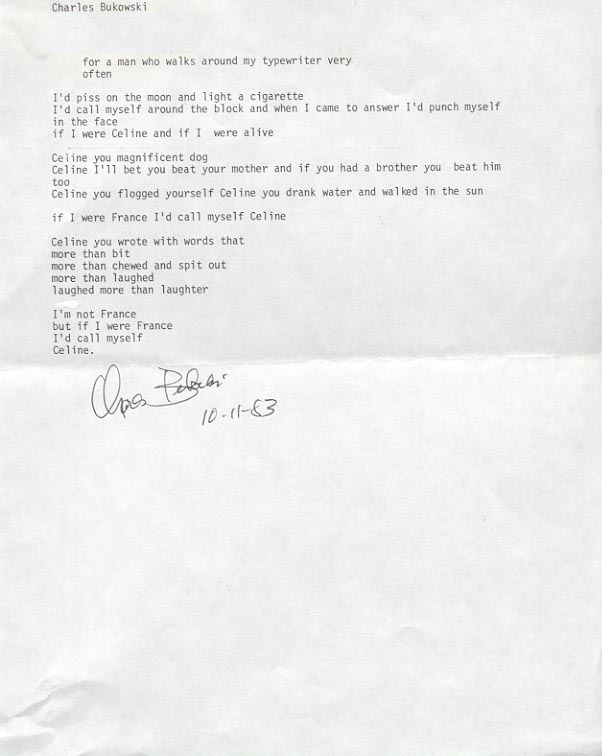 Charles Bukowski
for a man who walks around my typewriter very
often
I'd piss on the moon and light a cigarette
I'd call myself around the block and when I came to answer I'd punch myself
in the face
if I were Celine and if I  were alive
Celine you magnificent dog
Celine I'll bet you beat your mother and if you had a brother you  beat him
too
Celine you flogged yourself Celine you drank water and walked in the sun
if I were France I'd call myself Celine
Celine you wrote with words that
more than bit
more than chewed and spit out
more than laughed
laughed more than laughter
I'm not France
but if I were France
I'd call myself
Celine.
10-11-83